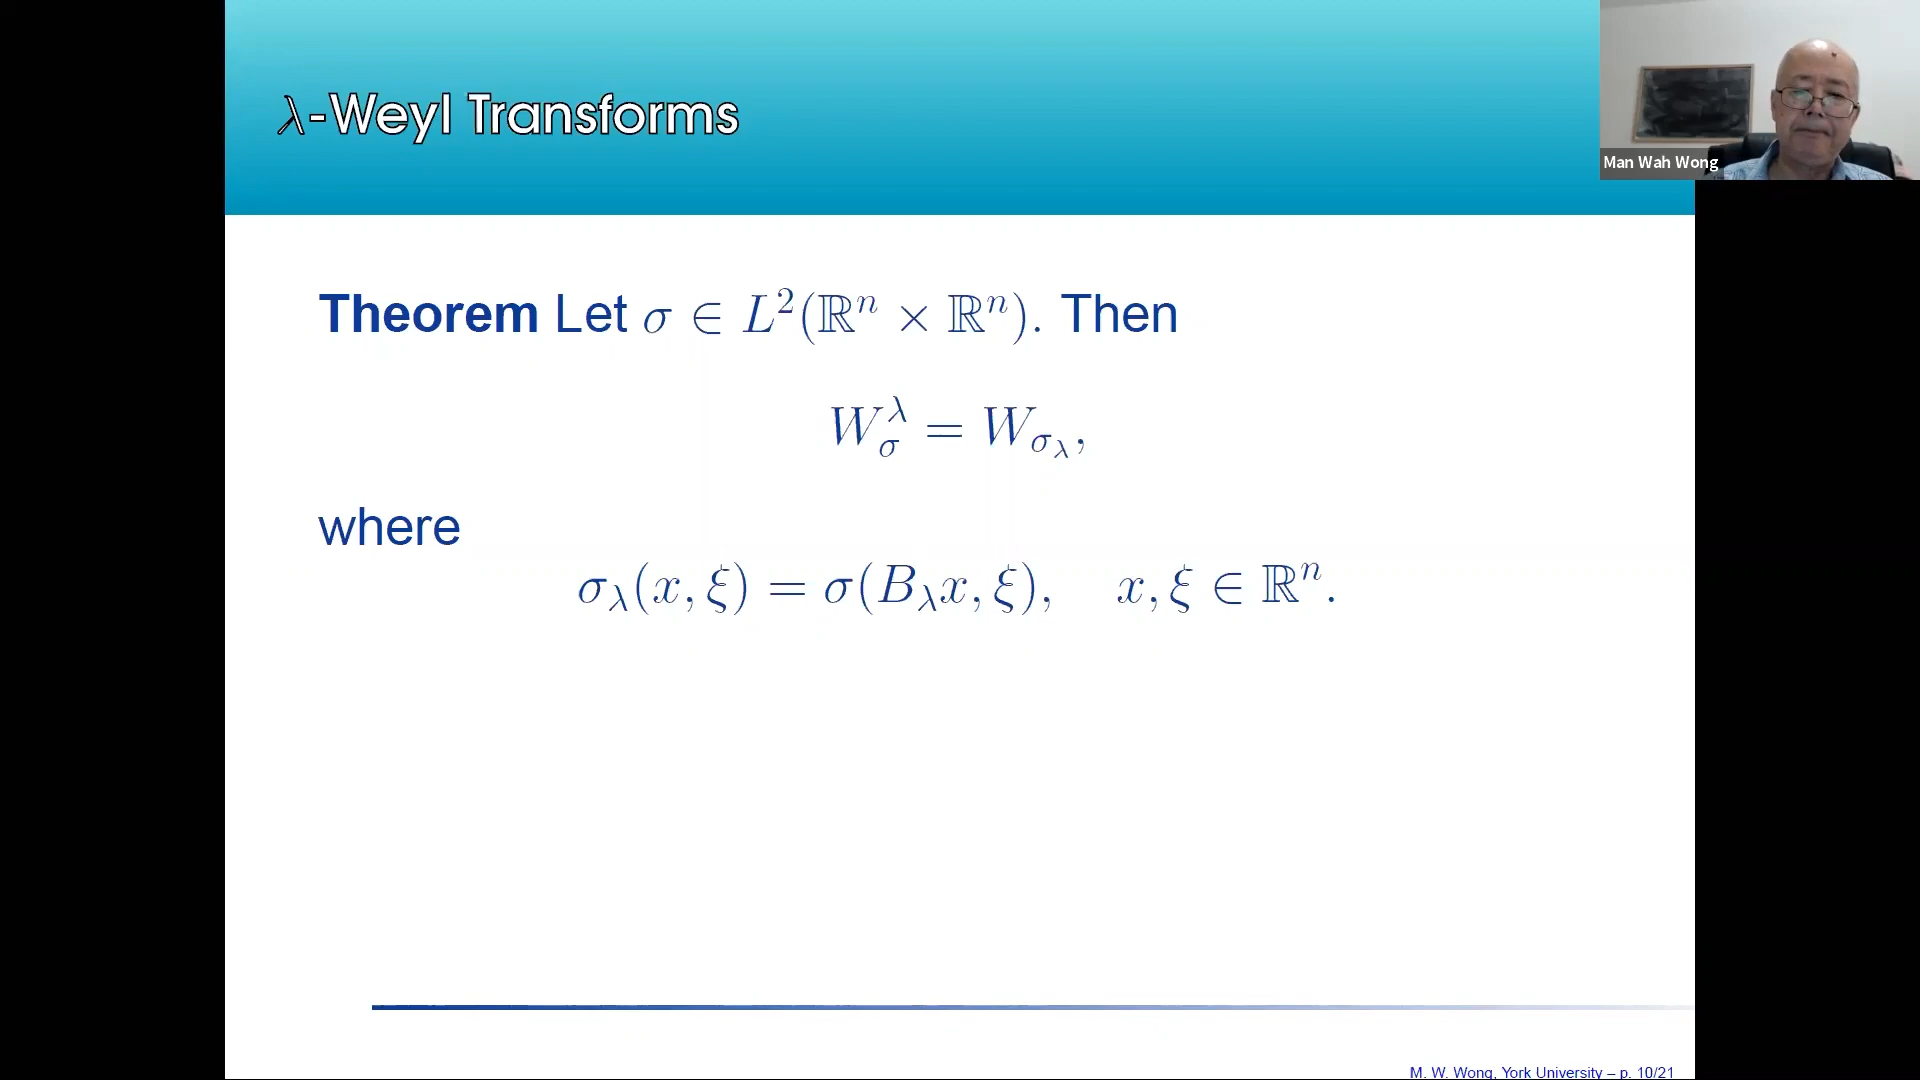 λ-Weyl Transforms
Man Wah Wong
Theorem Let σ ∈ L²(ℝⁿ × ℝⁿ). Then
W_σ^λ = W_{σ_λ},
where
σ_λ(x, ξ) = σ(B_λx, ξ),    x, ξ ∈ ℝⁿ.
M. W. Wong, York University – p. 10/21